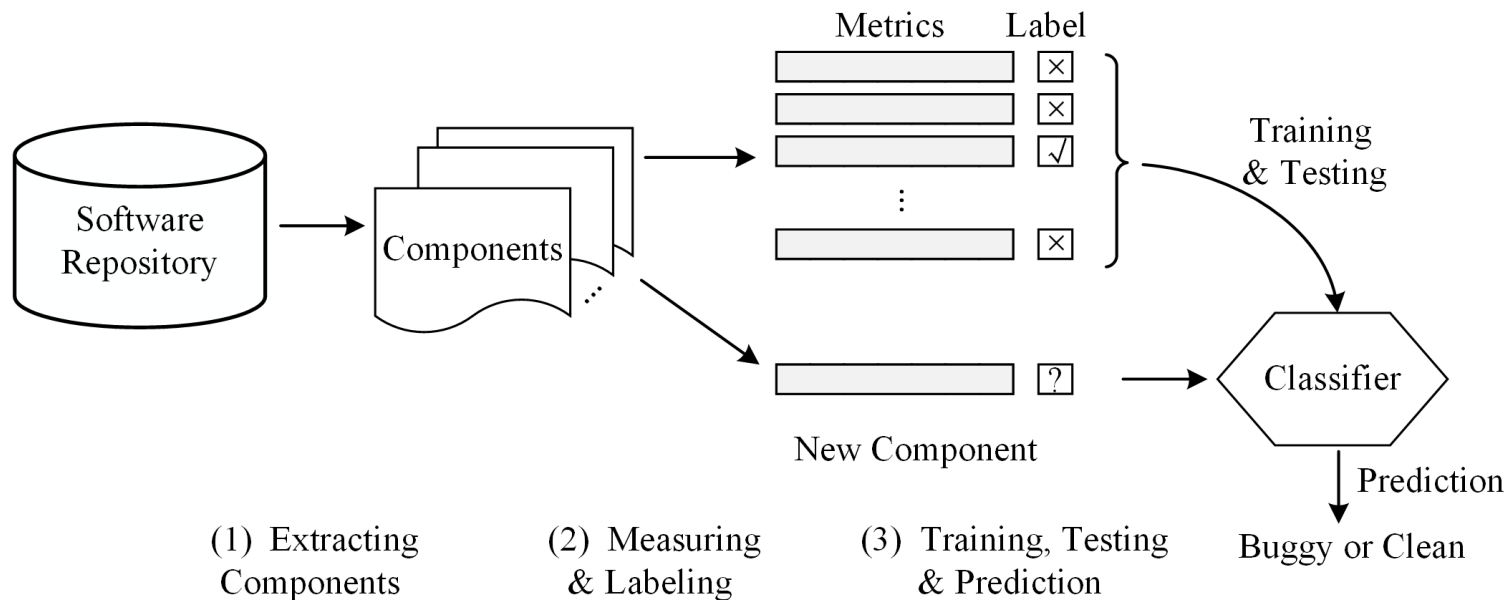 Metrics Label
×
×
√
⋮
×
Training
& Testing
Software
Repository
Components
⋰
?
Classifier
New Component
Prediction
Buggy or Clean
(1) Extracting
Components
(2) Measuring
& Labeling
(3) Training, Testing
& Prediction